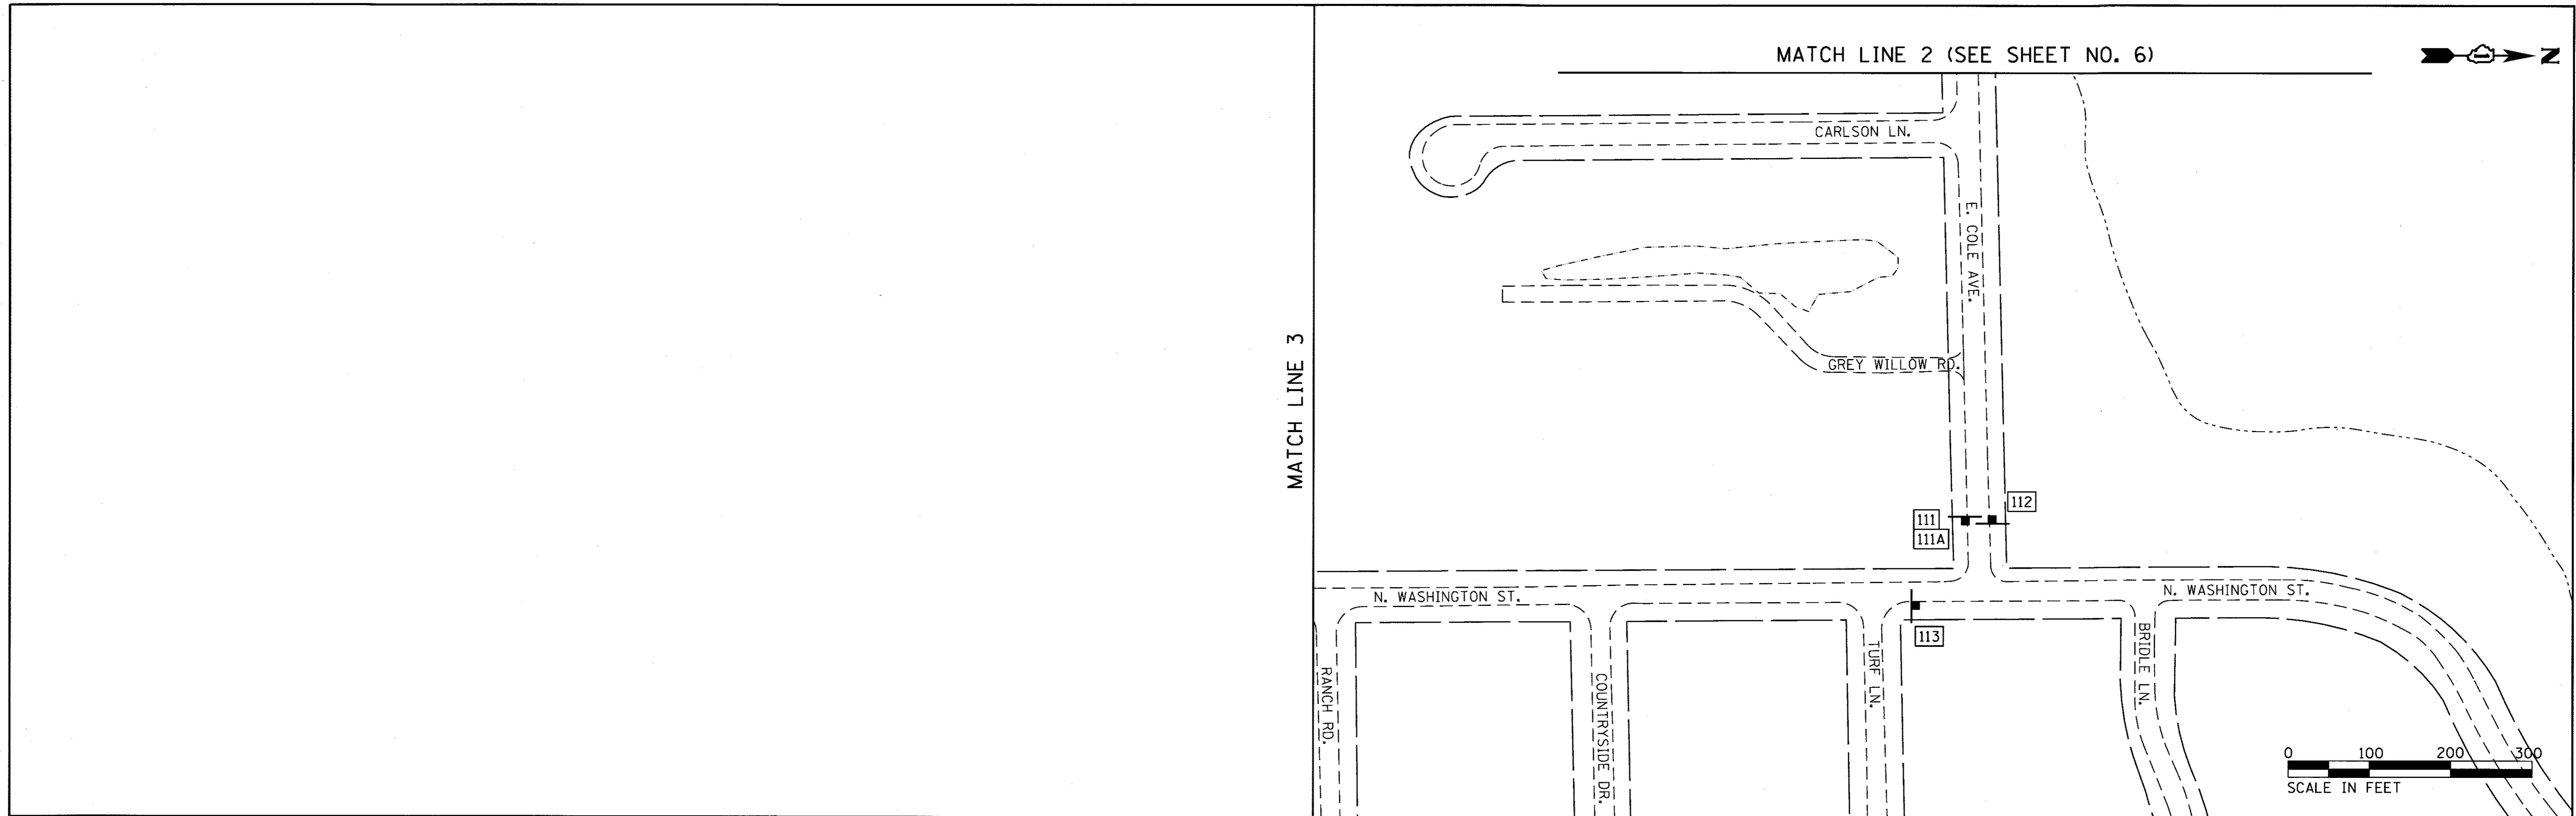 MATCH LINE 2 (SEE SHEET NO. 6)
N
CARLSON LN.
E. COLE AVE.
MATCH LINE 3
GREY WILLOW RD.
112
111
111A
N. WASHINGTON ST.
N. WASHINGTON ST.
113
RANCH RD.
COUNTRYSIDE DR.
TURF LN.
BRIDLE LN.
0 100 200 300
SCALE IN FEET